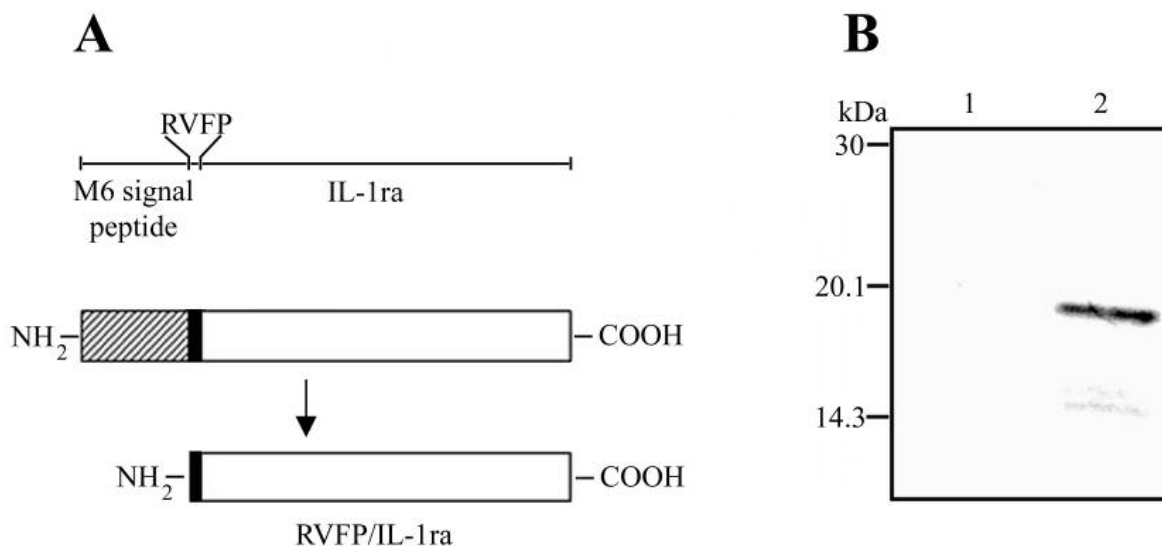 A
RVFP
M6 signal
peptide
IL-1ra
NH2
COOH
NH2
COOH
RVFP/IL-1ra
B
kDa
1
2
30
20.1
14.3